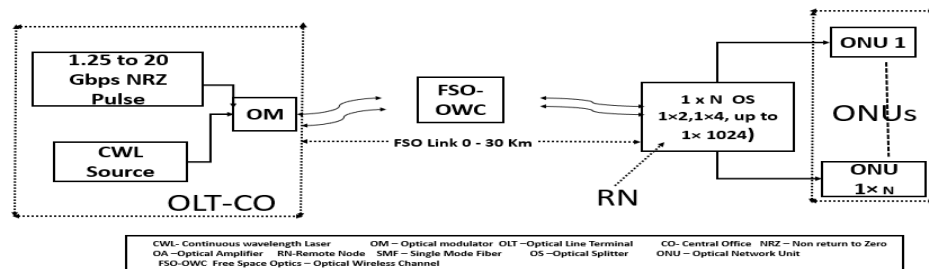 1.25 to 20
Gbps NRZ
Pulse
CWL
Source
OM
OLT-CO
FSO-
OWC
FSO Link 0 - 30 Km
1 x N OS
1×2,1×4, up to
1× 1024)
RN
ONU 1
ONUs
ONU
1× N
CWL- Continuous wavelength Laser OM – Optical modulator OLT –Optical Line Terminal CO- Central Office NRZ – Non return to Zero
OA –Optical Amplifier RN-Remote Node SMF – Single Mode Fiber OS –Optical Splitter ONU – Optical Network Unit
FSO-OWC Free Space Optics – Optical Wireless Channel